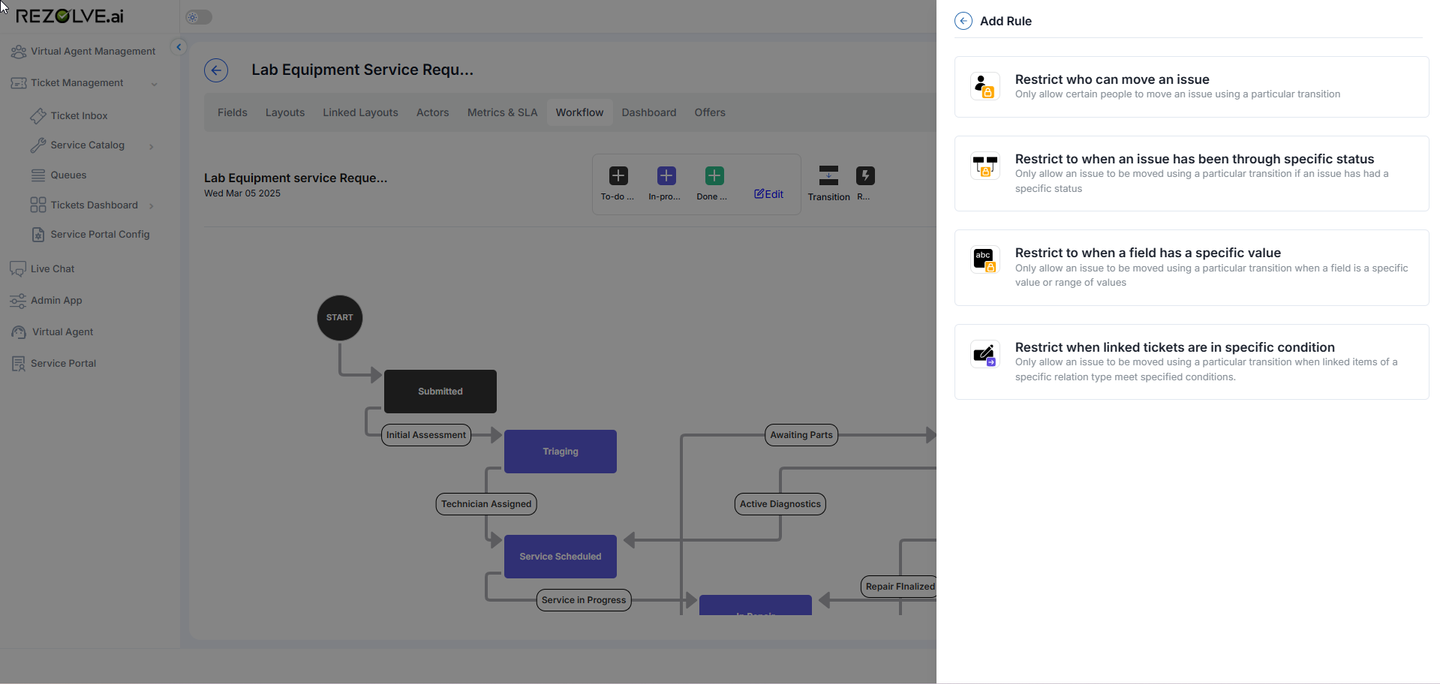 REZOLVE.ai
Virtual Agent Management
Ticket Management
Ticket Inbox
Service Catalog
Queues
Tickets Dashboard
Service Portal Config
Live Chat
Admin App
Virtual Agent
Service Portal
Lab Equipment Service Requ...
Fields Layouts Linked Layouts Actors Metrics & SLA Workflow Dashboard Offers
Lab Equipment service Reque...
Wed Mar 05 2025
To-do ... In-pro... Done ... Edit Transition R...
START
Submitted
Initial Assessment
Awaiting Parts
Triaging
Technician Assigned
Active Diagnostics
Service Scheduled
Repair FInalized
Service in Progress
Add Rule
Restrict who can move an issue
Only allow certain people to move an issue using a particular transition
Restrict to when an issue has been through specific status
Only allow an issue to be moved using a particular transition if an issue has had a
specific status
abc
Restrict to when a field has a specific value
Only allow an issue to be moved using a particular transition when a field is a specific
value or range of values
Restrict when linked tickets are in specific condition
Only allow an issue to be moved using a particular transition when linked items of a
specific relation type meet specified conditions.